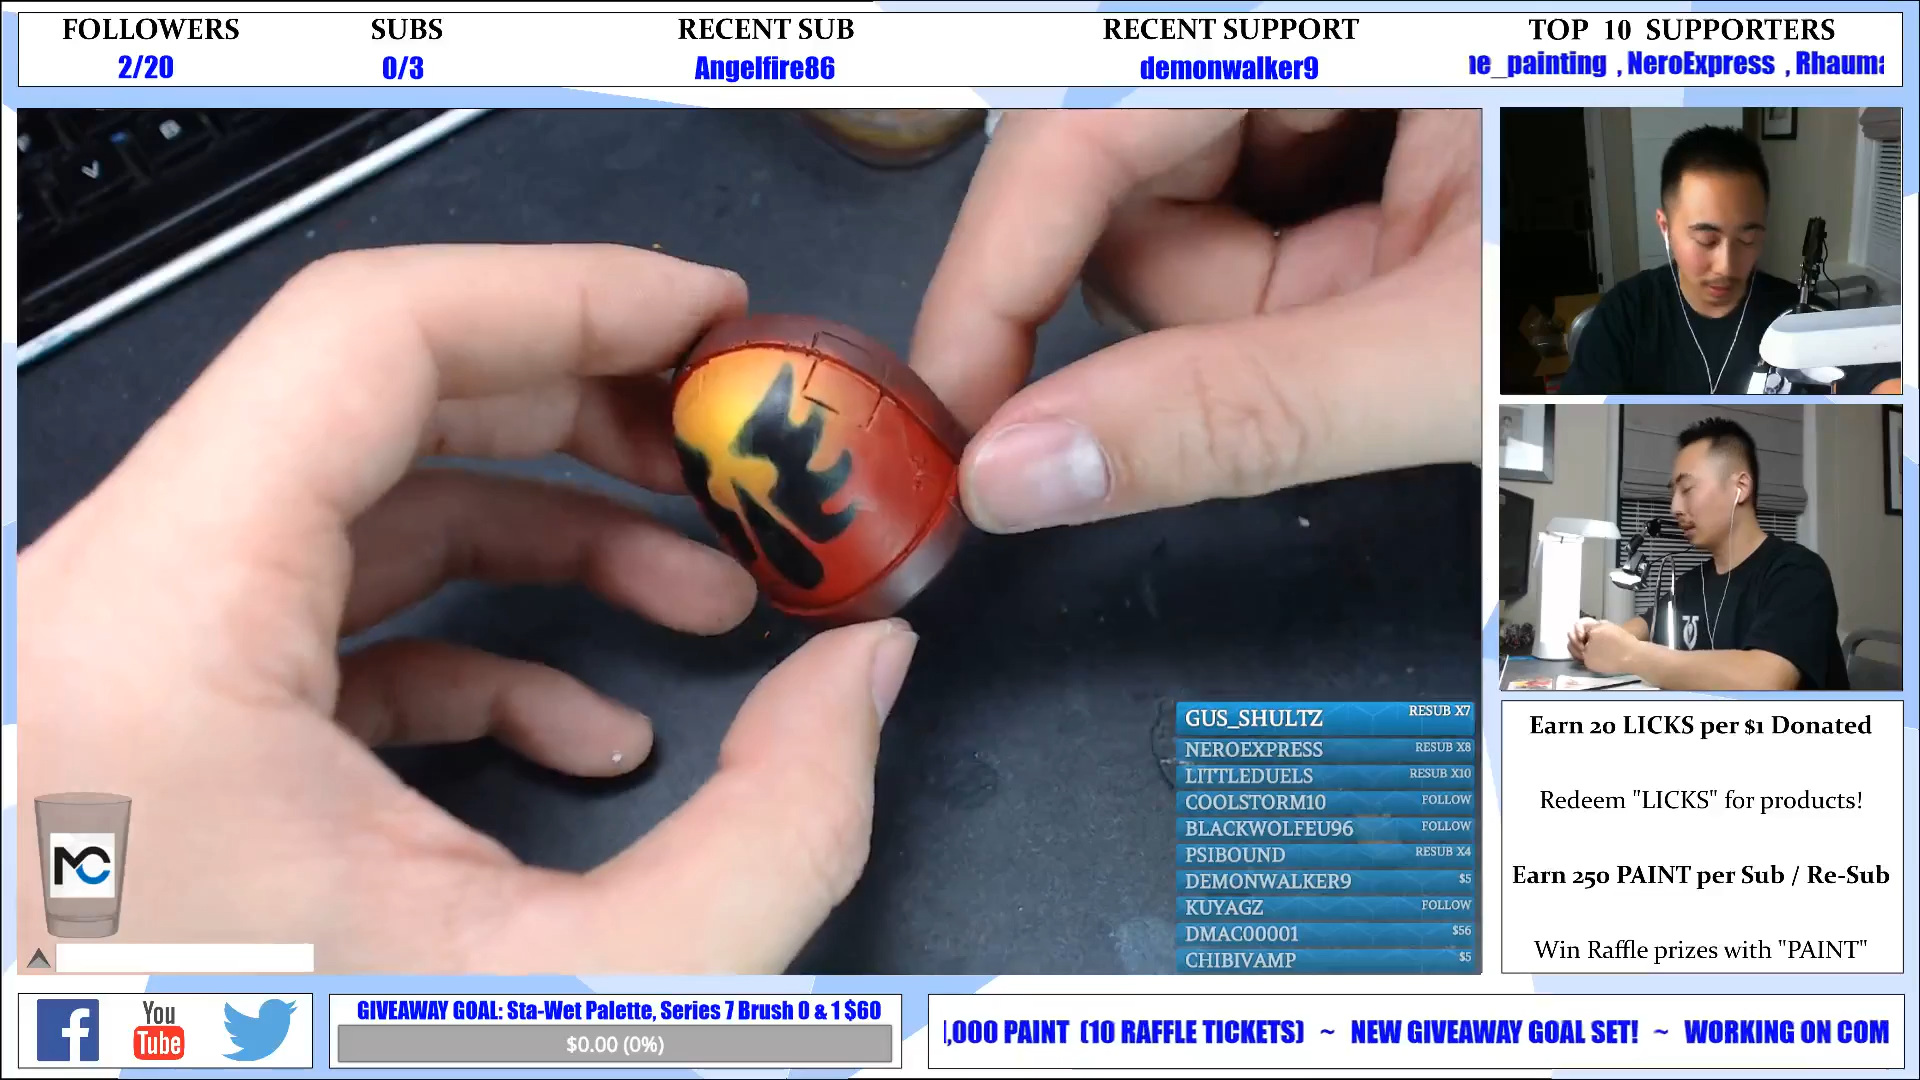 FOLLOWERS
2/20
SUBS
0/3
RECENT SUB
Angelfire86
RECENT SUPPORT
demonwalker9
TOP 10 SUPPORTERS
_painting , NeroExpress , Rhaum
GUS_SHULTZ RESUB X7
NEROEXPRESS RESUB X8
LITTLEDUELS RESUB X10
COOLSTORM10 FOLLOW
BLACKWOLFEU96 FOLLOW
PSIBOUND RESUB X4
DEMONWALKER9 $5
KUYAGZ FOLLOW
DMAC00001 $56
CHIBIVAMP $5
Earn 20 LICKS per $1 Donated
Redeem "LICKS" for products!
Earn 250 PAINT per Sub / Re-Sub
Win Raffle prizes with "PAINT"
MC
f
You
Tube
GIVEAWAY GOAL: Sta-Wet Palette, Series 7 Brush 0 & 1 $60
$0.00 (0%)
,000 PAINT (10 RAFFLE TICKETS) ~ NEW GIVEAWAY GOAL SET! ~ WORKING ON COM